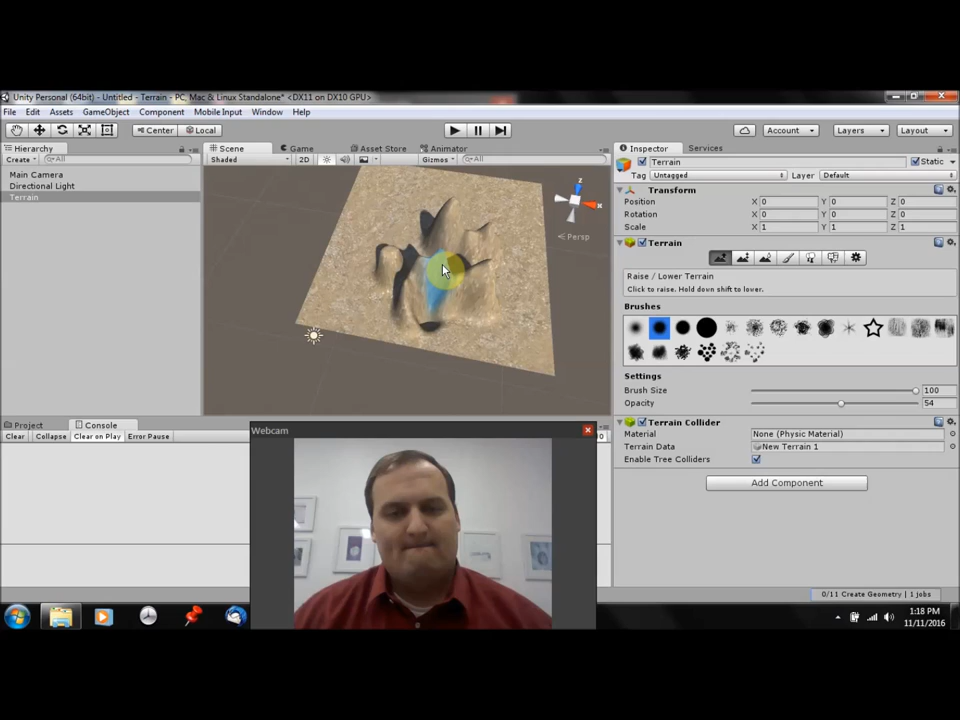 Unity Personal (64bit) - Untitled - Terrain - PC, Mac & Linux Standalone* <DX11 on DX10 GPU>
File Edit Assets GameObject Component Mobile Input Window Help
Center Local Account Layers Layout
Hierarchy Scene Game Asset Store Animator Inspector Services
Create All Shaded 2D Gizmos All Terrain Static
Main Camera Tag Untagged Layer Default
Directional Light Transform
Terrain Position X 0 Y 0 Z 0
Rotation X 0 Y 0 Z 0
Scale X 1 Y 1 Z 1
z
x
Persp
Terrain
Raise / Lower Terrain
Click to raise. Hold down shift to lower.
Brushes
Settings
Brush Size 100
Opacity 54
Project Console Terrain Collider
Clear Collapse Clear on Play Error Pause Webcam Material None (Physic Material)
Terrain Data New Terrain 1
Enable Tree Colliders
Add Component
0/11 Create Geometry | 1 jobs
1:18 PM
11/11/2016